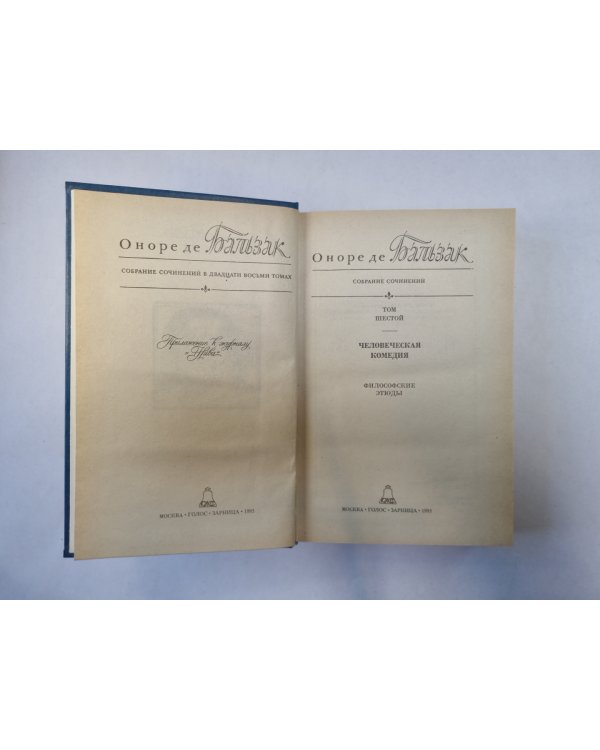 Оноре де Бальзак
СОБРАНИЕ СОЧИНЕНИЙ В ДВАДЦАТИ ВОСЬМИ ТОМАХ
Приложение к журналу
«Нива»
МОСКВА • ГОЛОС • ЗАРНИЦА • 1993
Оноре де Бальзак
СОБРАНИЕ СОЧИНЕНИЙ
ТОМ
ШЕСТОЙ
ЧЕЛОВЕЧЕСКАЯ
КОМЕДИЯ
ФИЛОСОФСКИЕ
ЭТЮДЫ
МОСКВА • ГОЛОС • ЗАРНИЦА • 1993